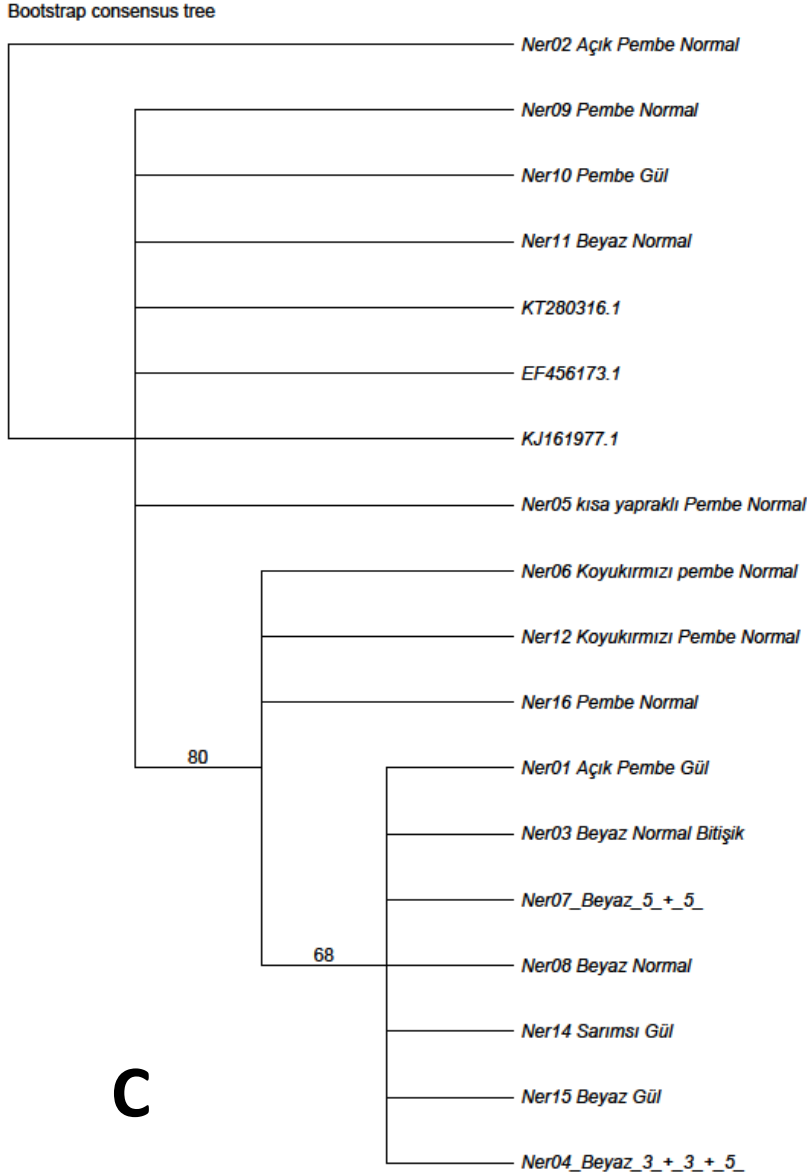 Bootstrap consensus tree
Ner02 Açık Pembe Normal
Ner09 Pembe Normal
Ner10 Pembe Gül
Ner11 Beyaz Normal
KT280316.1
EF456173.1
KJ161977.1
Ner05 kısa yapraklı Pembe Normal
Ner06 Koyukırmızı pembe Normal
Ner12 Koyukırmızı Pembe Normal
Ner16 Pembe Normal
80
Ner01 Açık Pembe Gül
Ner03 Beyaz Normal Bitişik
Ner07_Beyaz_5_+_5_
68
Ner08 Beyaz Normal
Ner14 Sarımsı Gül
Ner15 Beyaz Gül
C
Ner04_Beyaz_3_+_3_+_5_